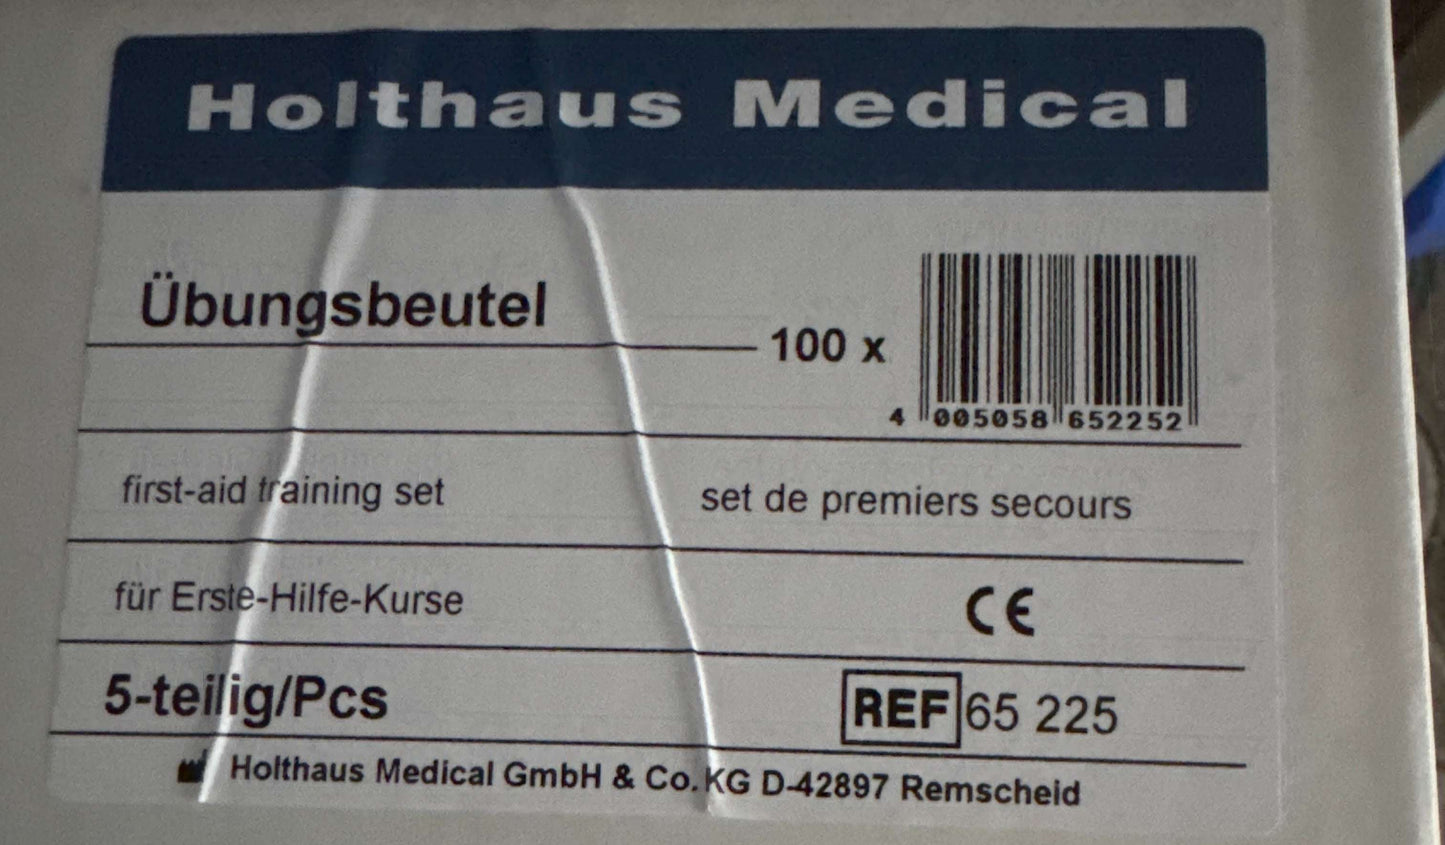 Holthaus Medical
Übungsbeutel
100 x
4 005058 652252
first-aid training set
set de premiers secours
für Erste-Hilfe-Kurse
CE
5-teilig/Pcs
REF 65 225
Holthaus Medical GmbH & Co. KG D-42897 Remscheid